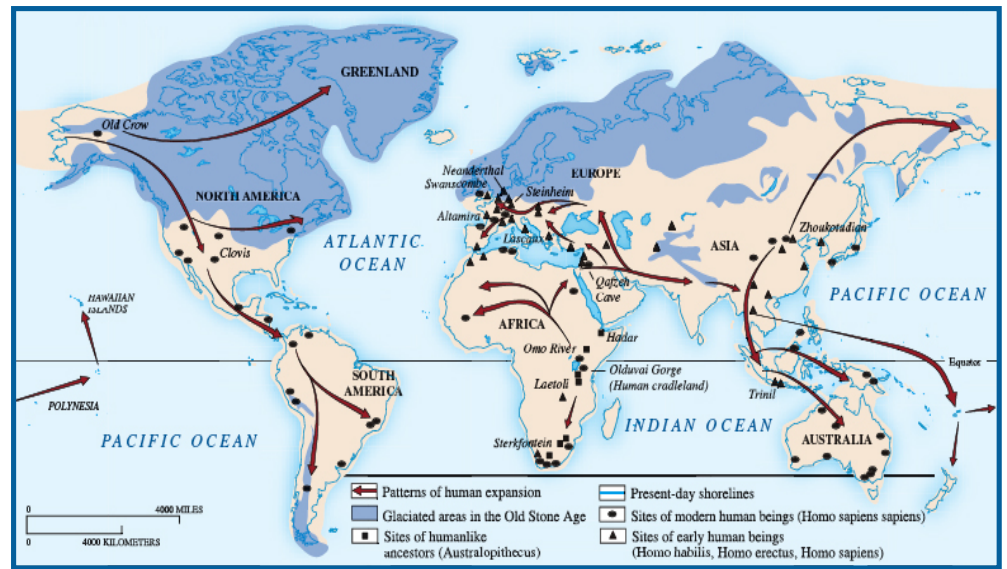 GREENLAND
Old Crow
NORTH AMERICA
Clovis
ATLANTIC
OCEAN
Neanderthal
Swanscombe
Steinheim
EUROPE
Altamira
Lascaux
Qafzeh
Cave
ASIA
Zhoukotudian
PACIFIC OCEAN
HAWAIIAN
ISLANDS
POLYNESIA
PACIFIC OCEAN
SOUTH
AMERICA
AFRICA
Hadar
Omo River
Olduvai Gorge
(Human cradleland)
Laetoli
Sterkfontein
INDIAN OCEAN
Trinil
AUSTRALIA
Equator
0 4000 MILES
0 4000 KILOMETERS
Patterns of human expansion
Glaciated areas in the Old Stone Age
Sites of humanlike
ancestors (Australopithecus)
Present-day shorelines
Sites of modern human beings (Homo sapiens sapiens)
Sites of early human beings
(Homo habilis, Homo erectus, Homo sapiens)